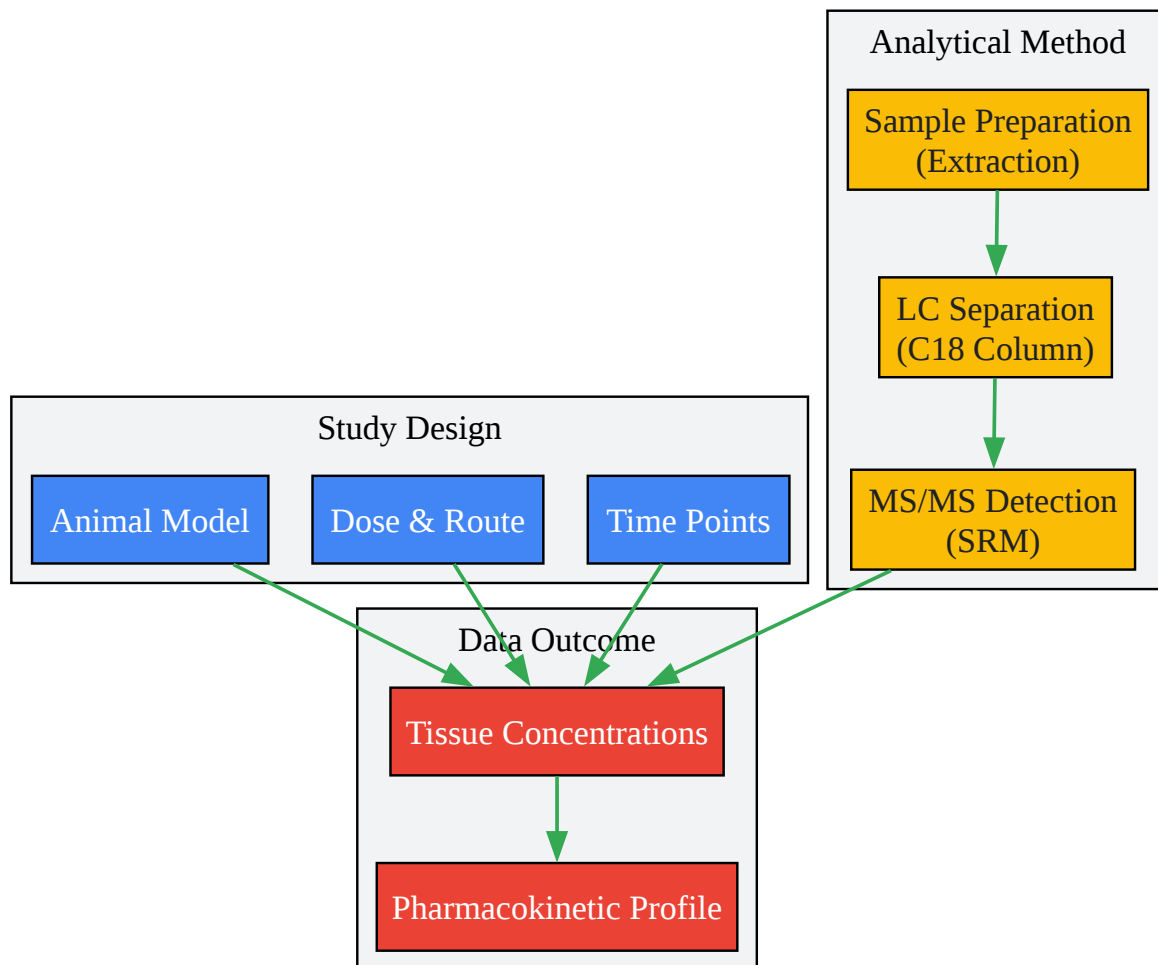 Analytical Method
Sample Preparation
(Extraction)
LC Separation
(C18 Column)
MS/MS Detection
(SRM)
Study Design
Animal Model
Dose & Route
Time Points
Data Outcome
Tissue Concentrations
Pharmacokinetic Profile